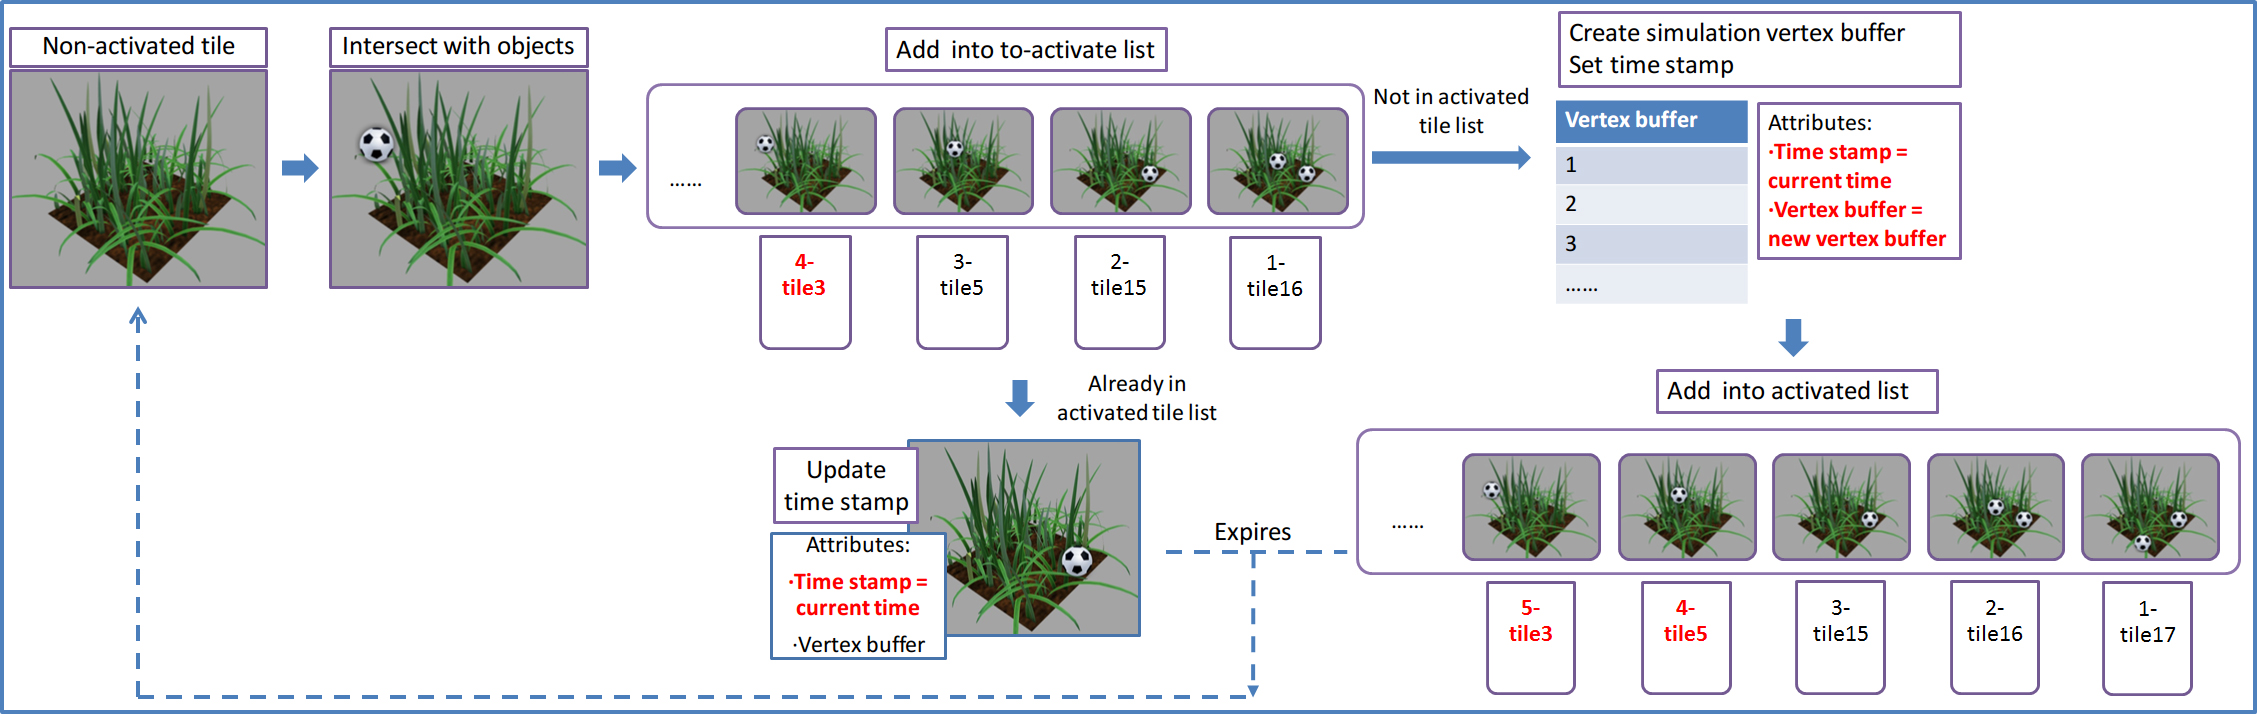 Non-activated tile
Intersect with objects
Add into to-activate list
……
4-
tile3
3-
tile5
2-
tile15
1-
tile16
Not in activated
tile list
Create simulation vertex buffer
Set time stamp
Vertex buffer
1
2
3
……
Attributes:
·Time stamp =
current time
·Vertex buffer =
new vertex buffer
Already in
activated tile list
Update
time stamp
Attributes:
·Time stamp =
current time
·Vertex buffer
Expires
Add into activated list
……
5-
tile3
4-
tile5
3-
tile15
2-
tile16
1-
tile17